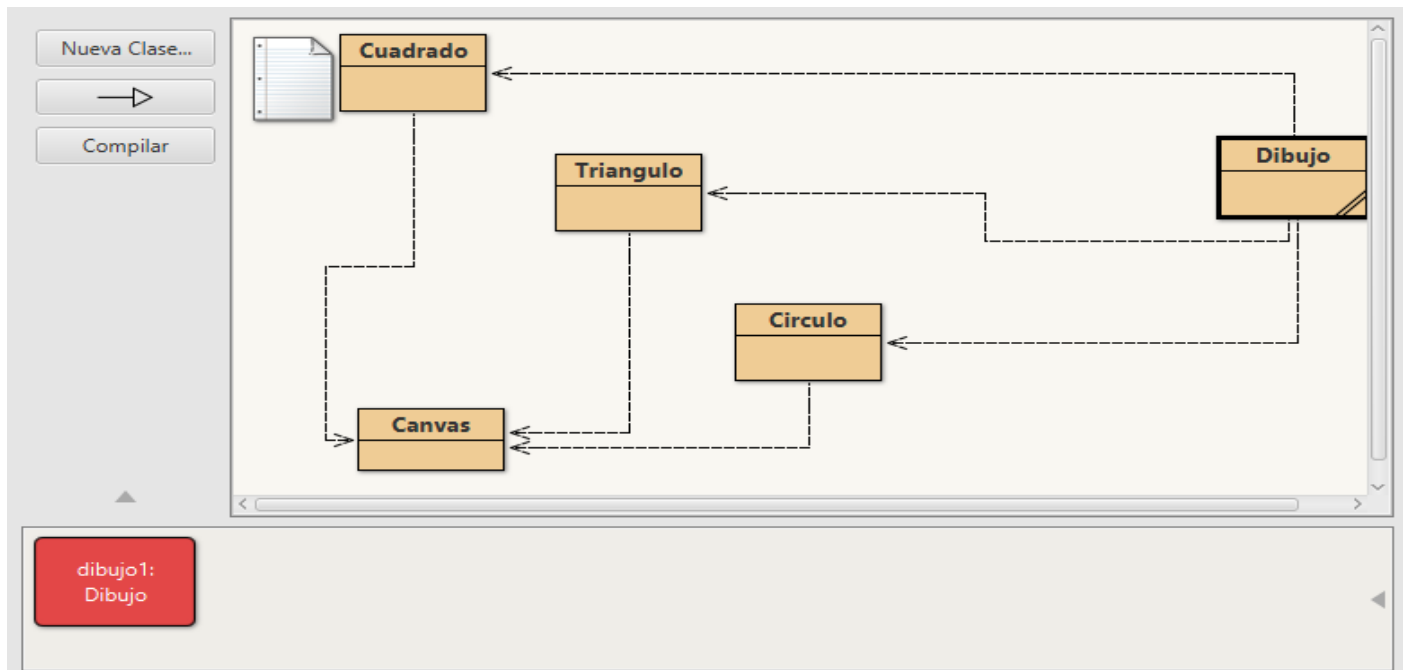 Nueva Clase...
Compilar
Cuadrado
Triangulo
Dibujo
Circulo
Canvas
dibujo1:
Dibujo